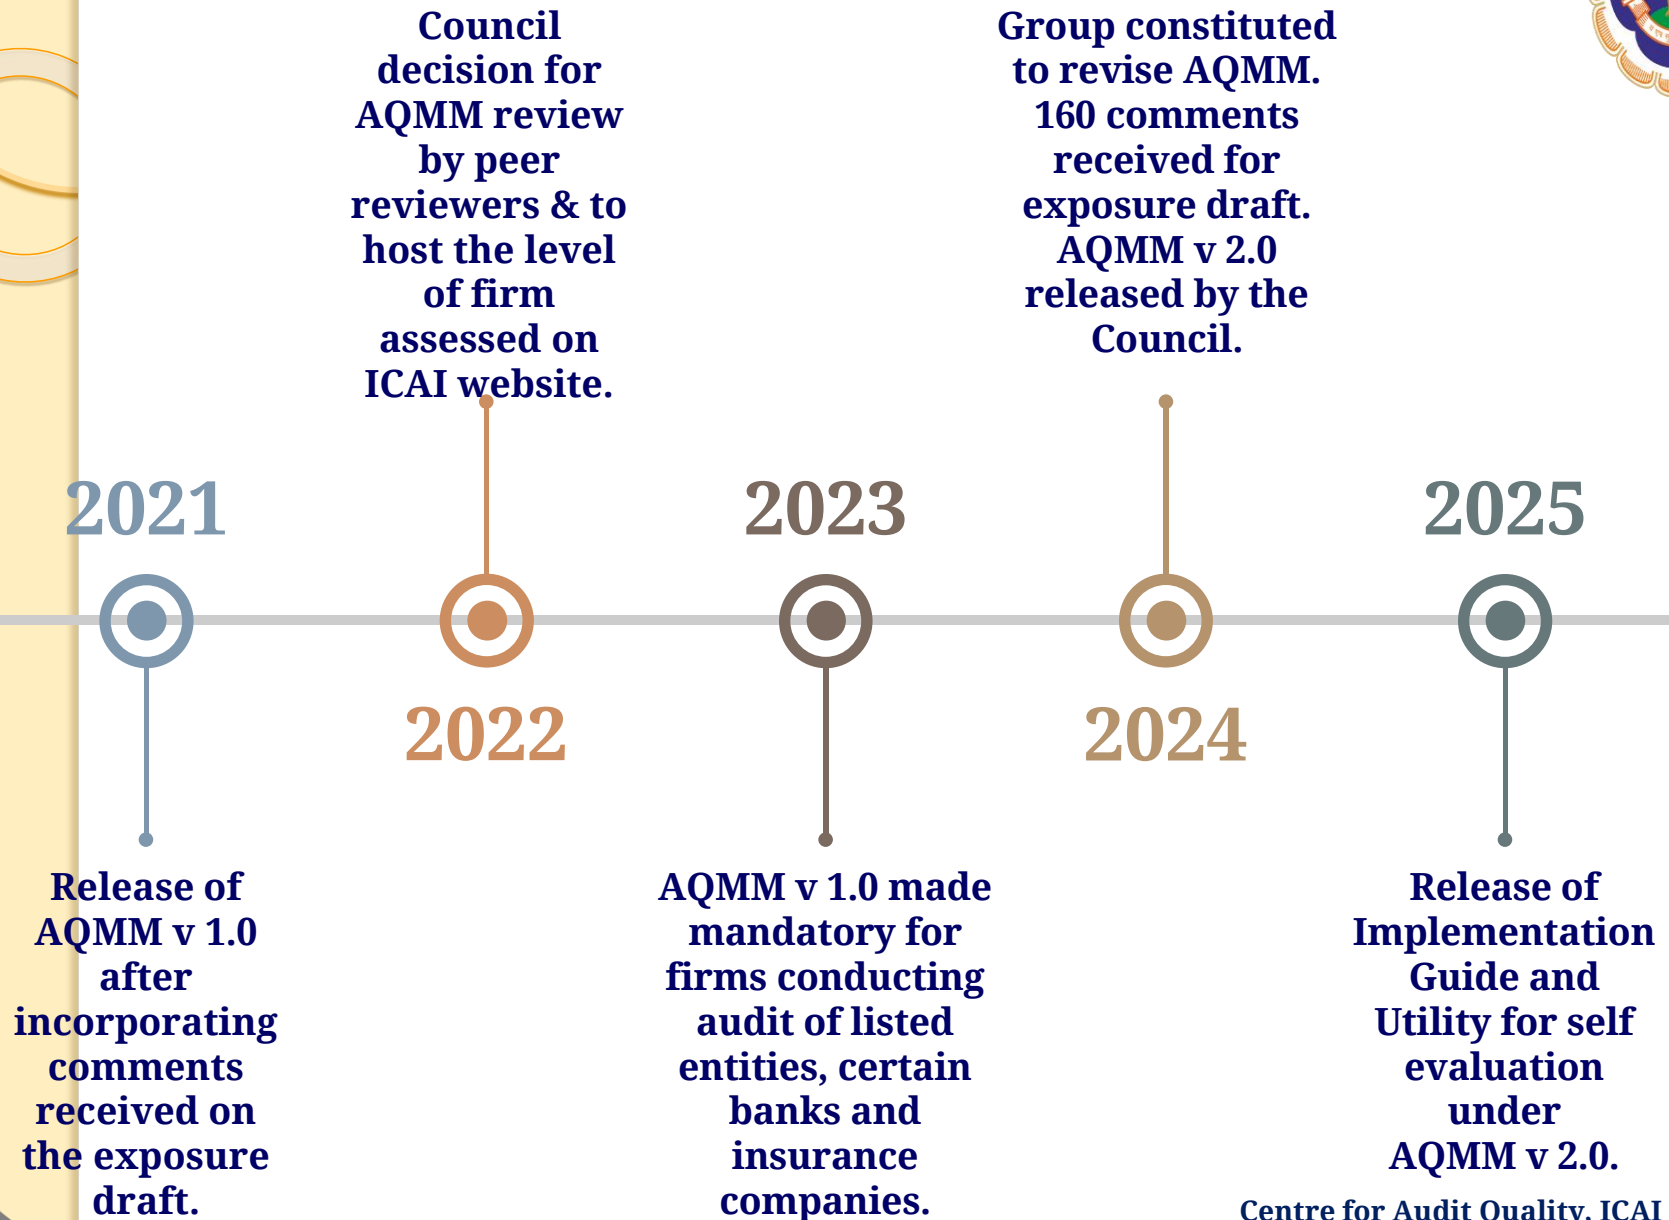 Council
decision for
AQMM review
by peer
reviewers & to
host the level
of firm
assessed on
ICAI website.
Group constituted
to revise AQMM.
160 comments
received for
exposure draft.
AQMM v 2.0
released by the
Council.
2021
2023
2025
2022
2024
Release of
AQMM v 1.0
after
incorporating
comments
received on
the exposure
draft.
AQMM v 1.0 made
mandatory for
firms conducting
audit of listed
entities, certain
banks and
insurance
companies.
Release of
Implementation
Guide and
Utility for self
evaluation
under
AQMM v 2.0.
Centre for Audit Quality, ICAI